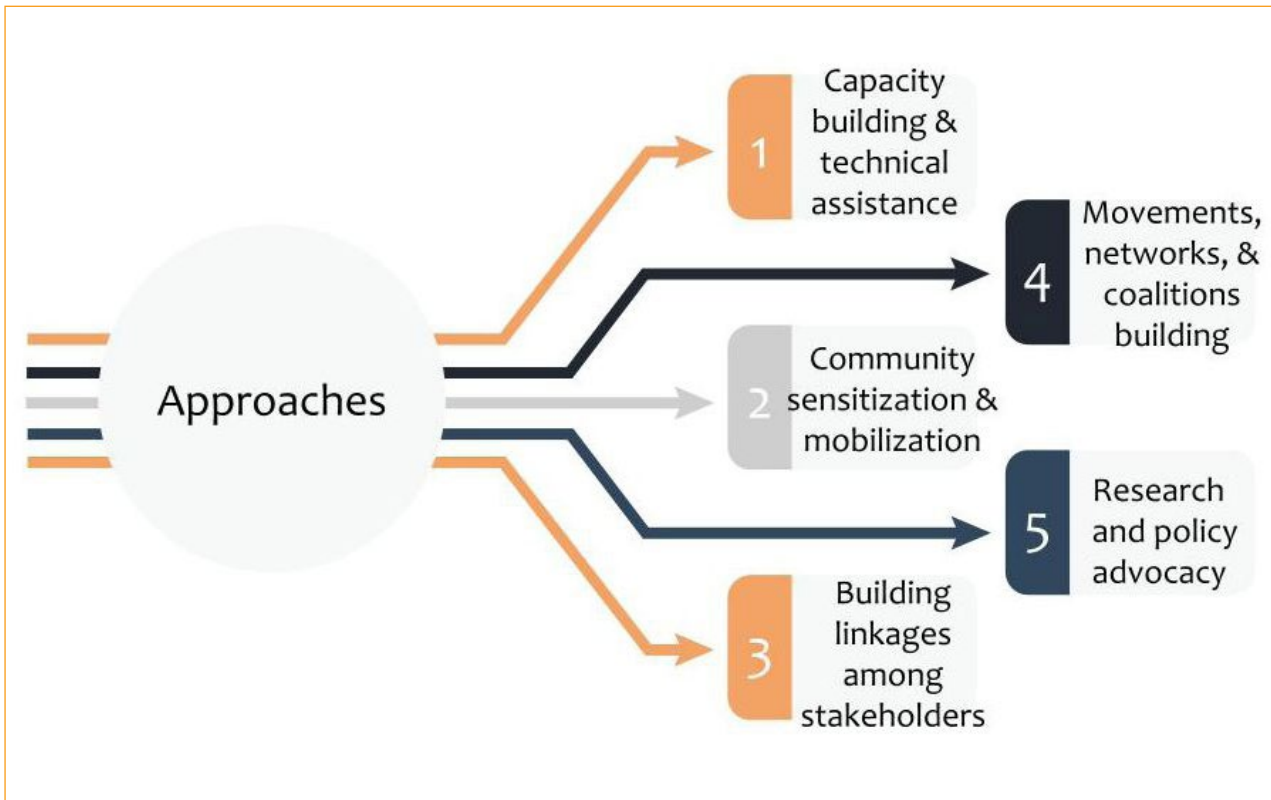 Approaches
1
Capacity
building &
technical
assistance
2
Community
sensitization &
mobilization
3
Building
linkages
among
stakeholders
4
Movements,
networks, &
coalitions
building
5
Research
and policy
advocacy